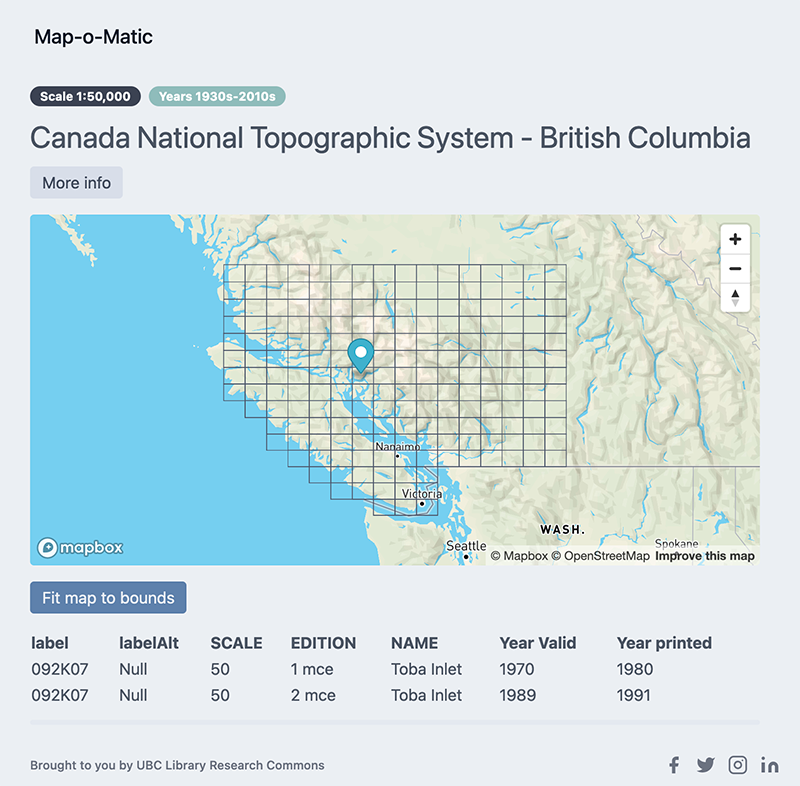 Map-o-Matic
Scale 1:50,000 Years 1930s-2010s
Canada National Topographic System - British Columbia
More info
+
−
Nanaimo
Victoria
WASH.
Seattle
Spokane
mapbox
© Mapbox © OpenStreetMap Improve this map
Fit map to bounds
label labelAlt SCALE EDITION NAME Year Valid Year printed
092K07 Null 50 1 mce Toba Inlet 1970 1980
092K07 Null 50 2 mce Toba Inlet 1989 1991
Brought to you by UBC Library Research Commons